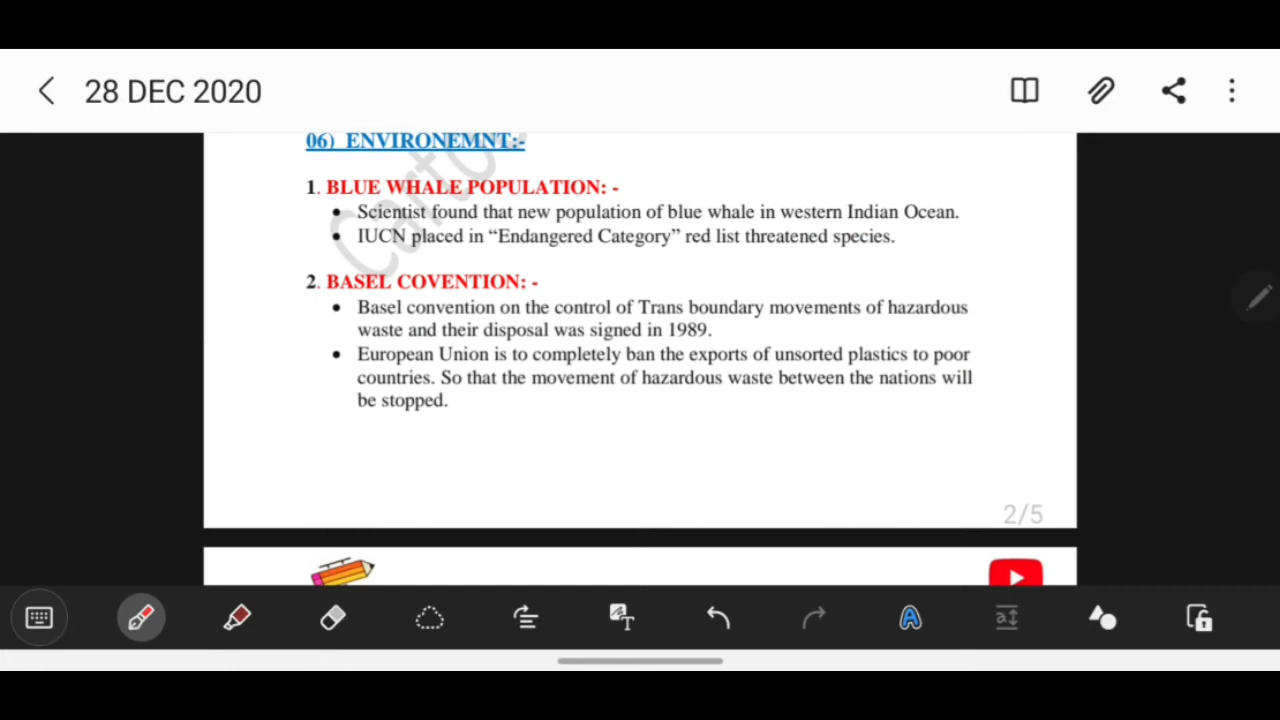 28 DEC 2020
06) ENVIRONEMNT:-
1. BLUE WHALE POPULATION: -
• Scientist found that new population of blue whale in western Indian Ocean.
• IUCN placed in “Endangered Category” red list threatened species.
2. BASEL COVENTION: -
• Basel convention on the control of Trans boundary movements of hazardous
waste and their disposal was signed in 1989.
• European Union is to completely ban the exports of unsorted plastics to poor
countries. So that the movement of hazardous waste between the nations will
be stopped.
2/5